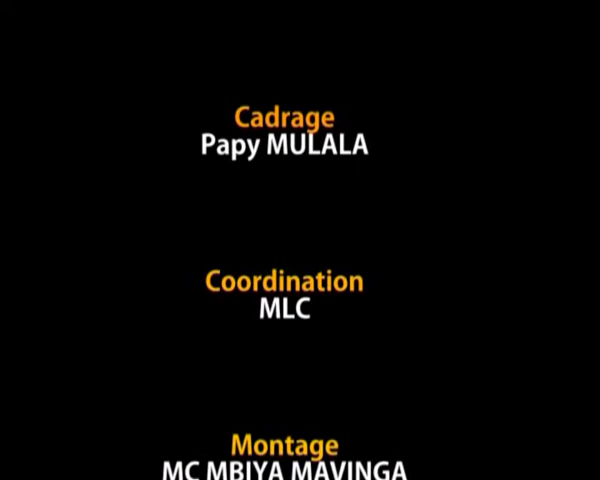 Cadrage
Papy MULALA
Coordination
MLC
Montage
MC MBIYA MAVINGA